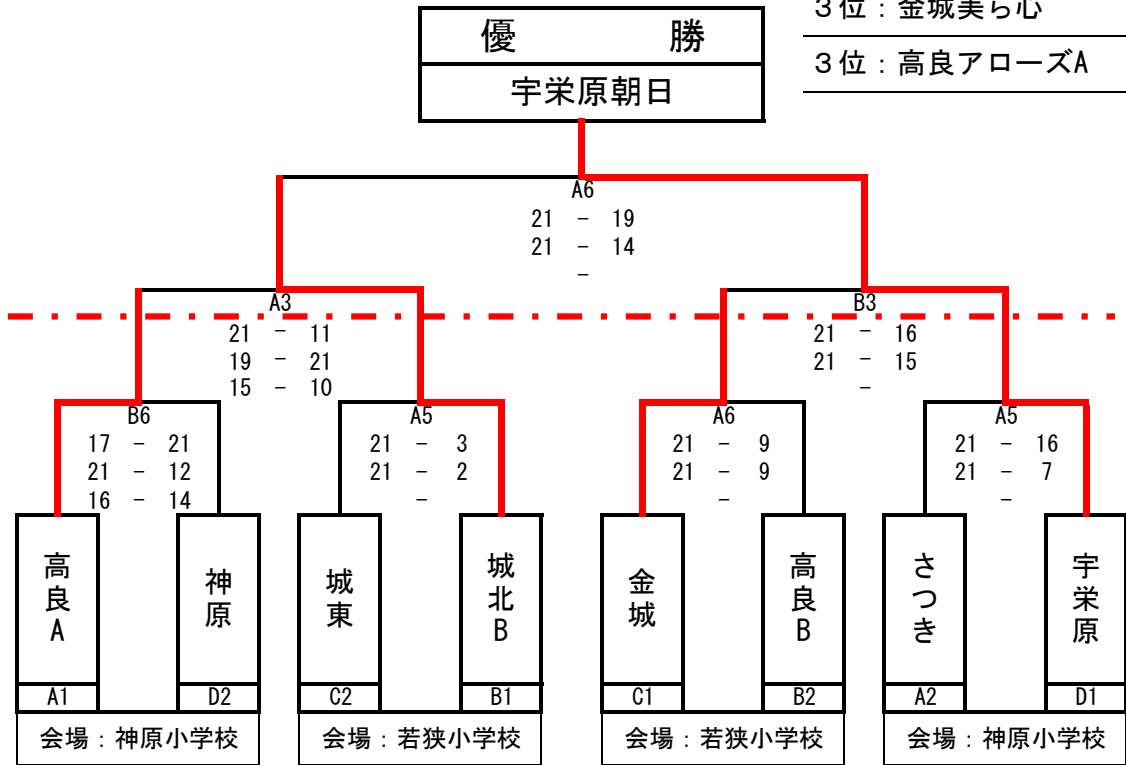 3位：金城美ら心
優　勝
3位：高良アローズA
宇栄原朝日
A6
21 - 19
21 - 14
-
A3
21 - 11
19 - 21
15 - 10
B3
21 - 16
21 - 15
-
B6
17 - 21
21 - 12
16 - 14
A5
21 - 3
21 - 2
-
A6
21 - 9
21 - 9
-
A5
21 - 16
21 - 7
-
高良A
神原
城東
城北B
金城
高良B
さつき
宇栄原
A1
D2
C2
B1
C1
B2
A2
D1
会場：神原小学校
会場：若狭小学校
会場：若狭小学校
会場：神原小学校